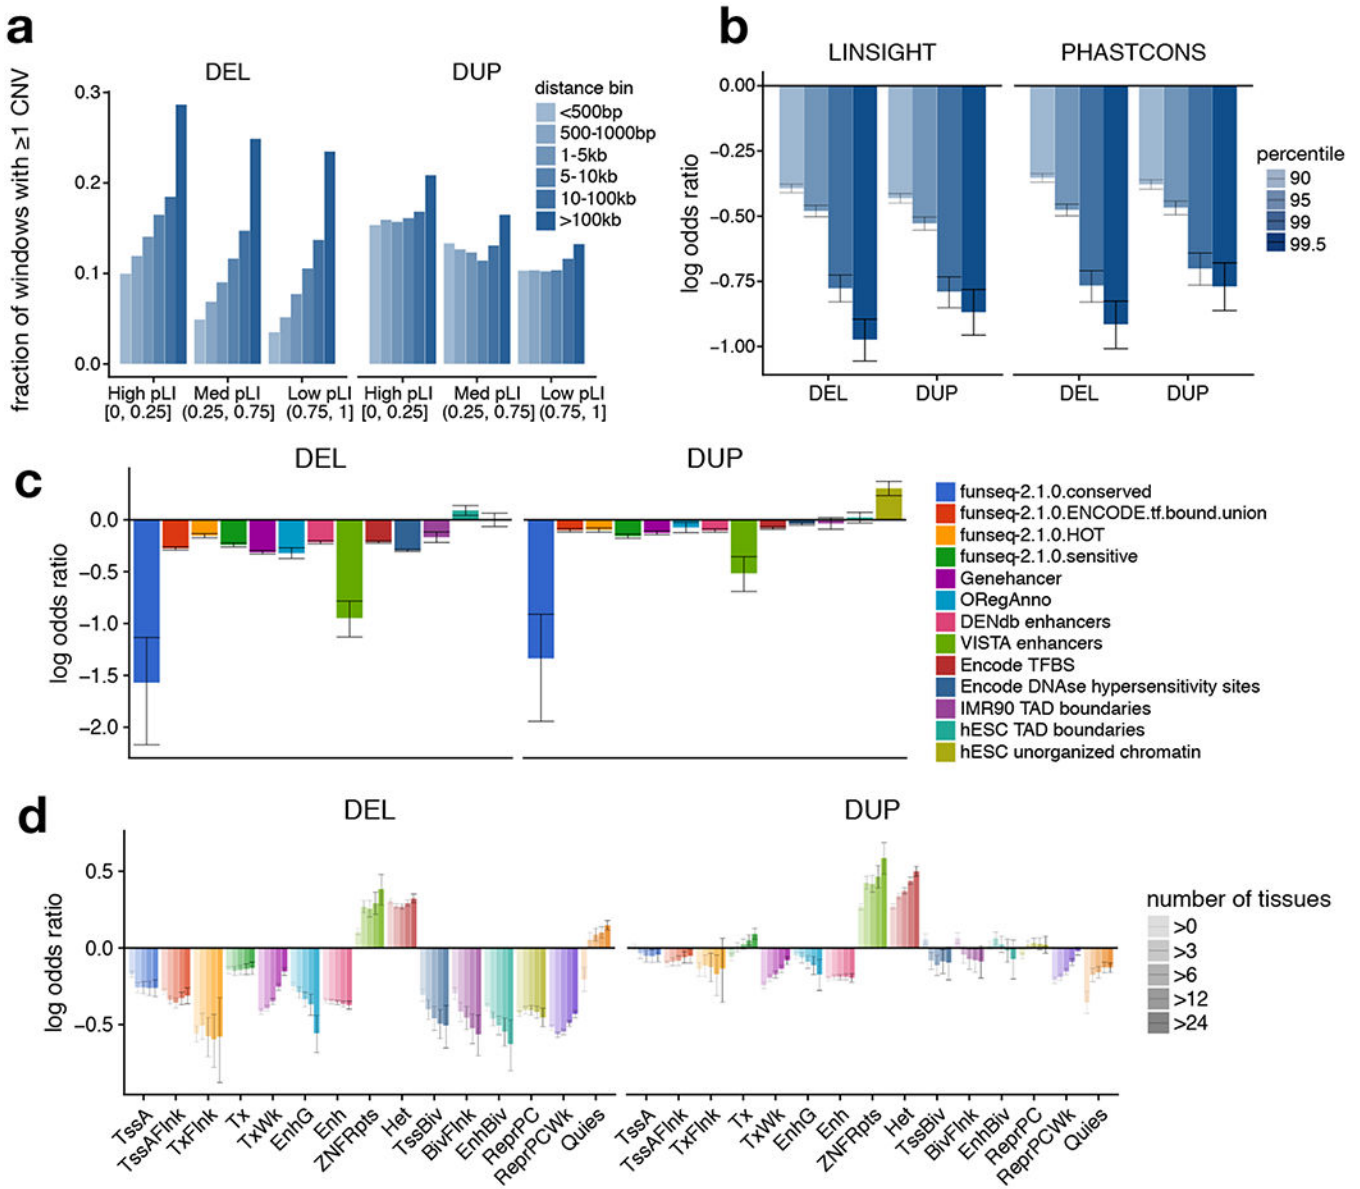 a
DEL
DUP
fraction of windows with ≥1 CNV
0.3
0.2
0.1
0.0
distance bin
<500bp
500-1000bp
1-5kb
5-10kb
10-100kb
>100kb
High pLI
[0, 0.25]
Med pLI
(0.25, 0.75]
Low pLI
(0.75, 1]
High pLI
[0, 0.25]
Med pLI
(0.25, 0.75]
Low pLI
(0.75, 1]
b
LINSIGHT
PHASTCONS
log odds ratio
0.00
−0.25
−0.50
−0.75
−1.00
DEL
DUP
DEL
DUP
percentile
90
95
99
99.5
c
DEL
DUP
log odds ratio
0.0
−0.5
−1.0
−1.5
−2.0
funseq-2.1.0.conserved
funseq-2.1.0.ENCODE.tf.bound.union
funseq-2.1.0.HOT
funseq-2.1.0.sensitive
Genehancer
ORegAnno
DENdb enhancers
VISTA enhancers
Encode TFBS
Encode DNAse hypersensitivity sites
IMR90 TAD boundaries
hESC TAD boundaries
hESC unorganized chromatin
d
DEL
DUP
log odds ratio
0.5
0.0
−0.5
TssA
TssAFlnk
TxFlnk
Tx
TxWk
EnhG
Enh
ZNFRpts
Het
TssBiv
BivFlnk
EnhBiv
ReprPC
ReprPCWk
Quies
TssA
TssAFlnk
TxFlnk
Tx
TxWk
EnhG
Enh
ZNFRpts
Het
TssBiv
BivFlnk
EnhBiv
ReprPC
ReprPCWk
Quies
number of tissues
>0
>3
>6
>12
>24